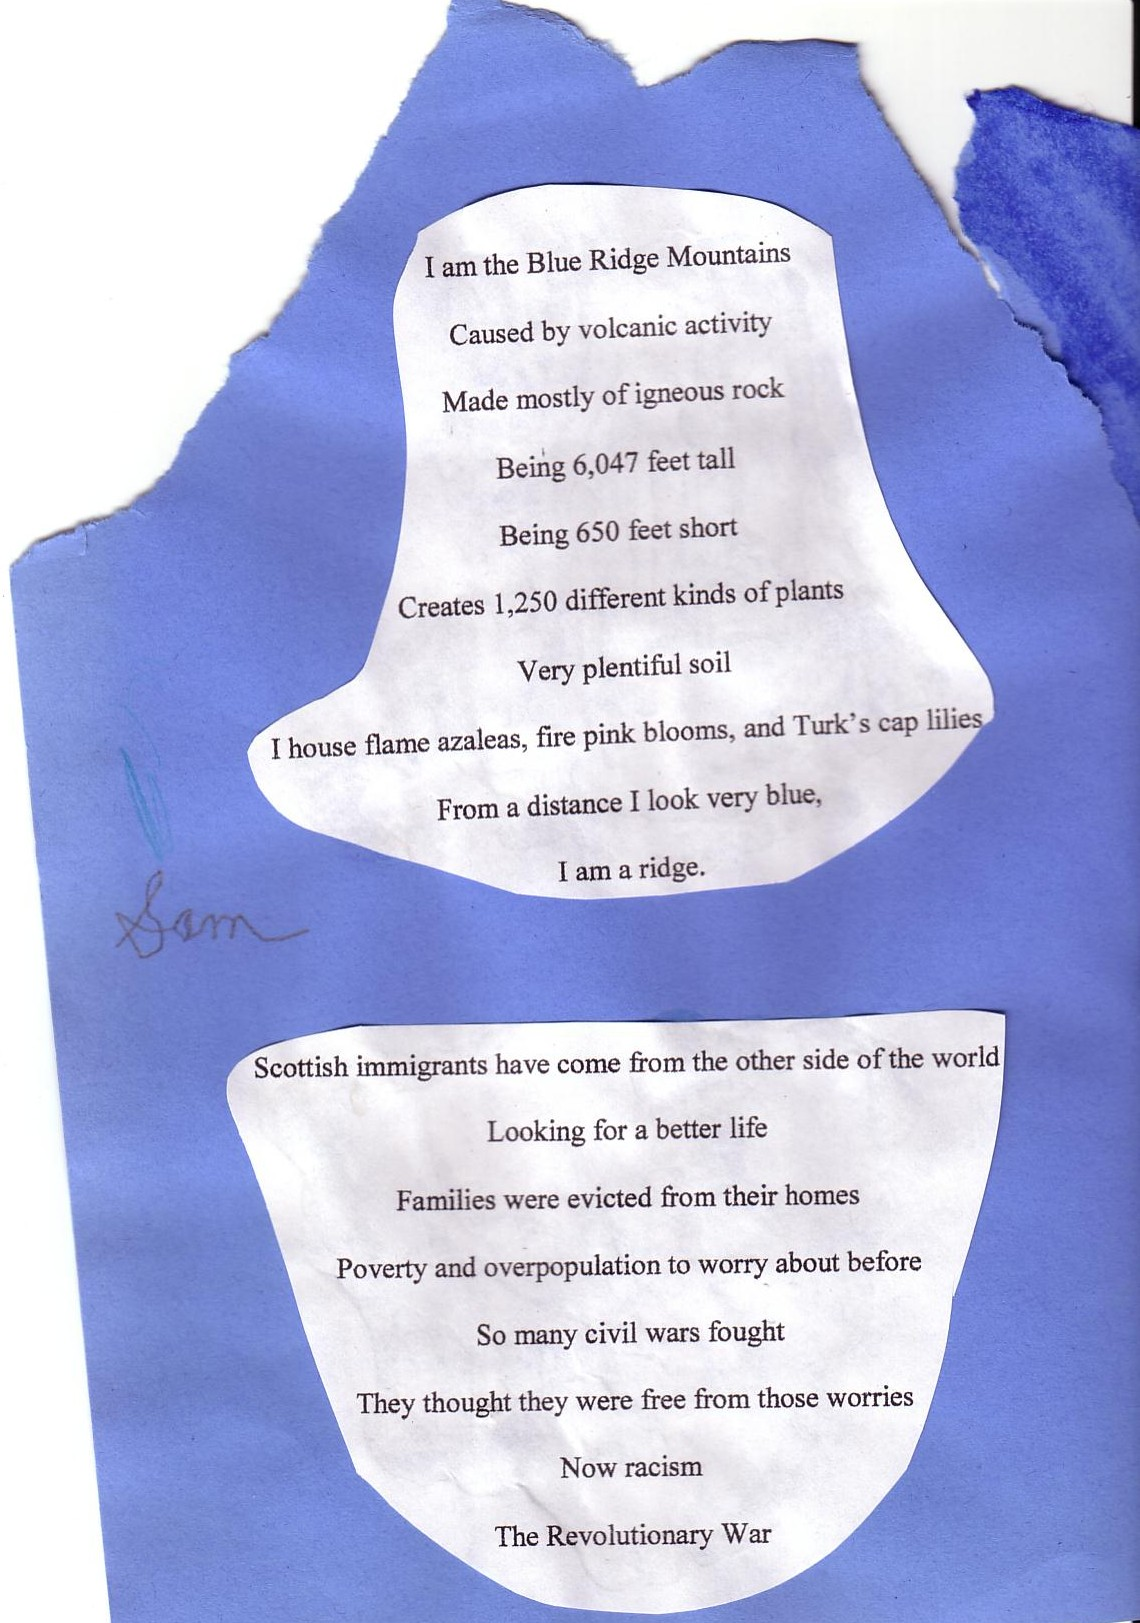 I am the Blue Ridge Mountains
Caused by volcanic activity
Made mostly of igneous rock
Being 6,047 feet tall
Being 650 feet short
Creates 1,250 different kinds of plants
Very plentiful soil
I house flame azaleas, fire pink blooms, and Turk's cap lilies
From a distance I look very blue,
I am a ridge.
Sam
Scottish immigrants have come from the other side of the world
Looking for a better life
Families were evicted from their homes
Poverty and overpopulation to worry about before
So many civil wars fought
They thought they were free from those worries
Now racism
The Revolutionary War